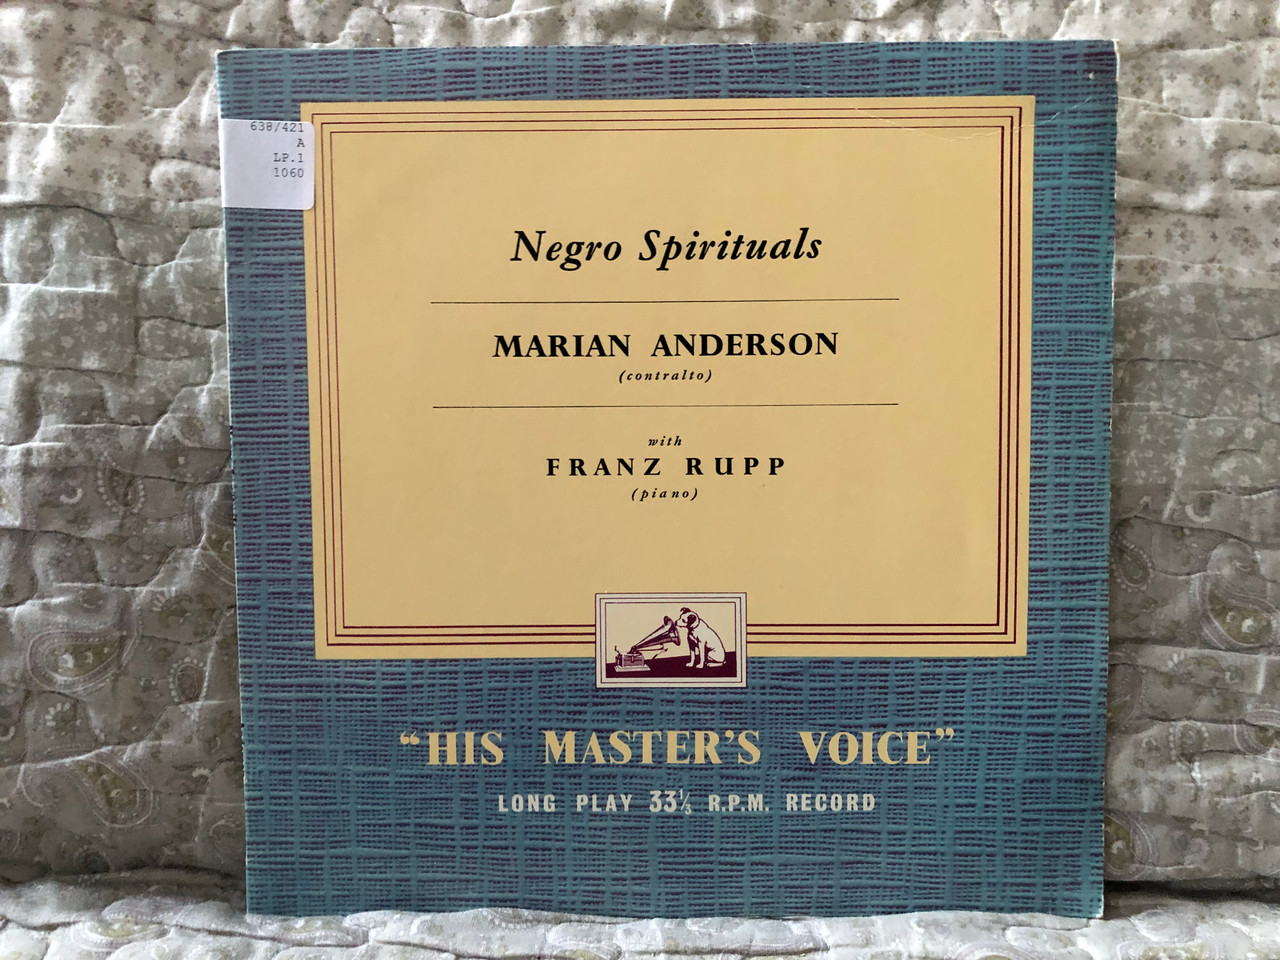 638/421
A
LP.1
1060
Negro Spirituals
MARIAN ANDERSON
(contralto)
with
FRANZ RUPP
(piano)
“HIS MASTER'S VOICE”
LONG PLAY 33⅓ R.P.M. RECORD